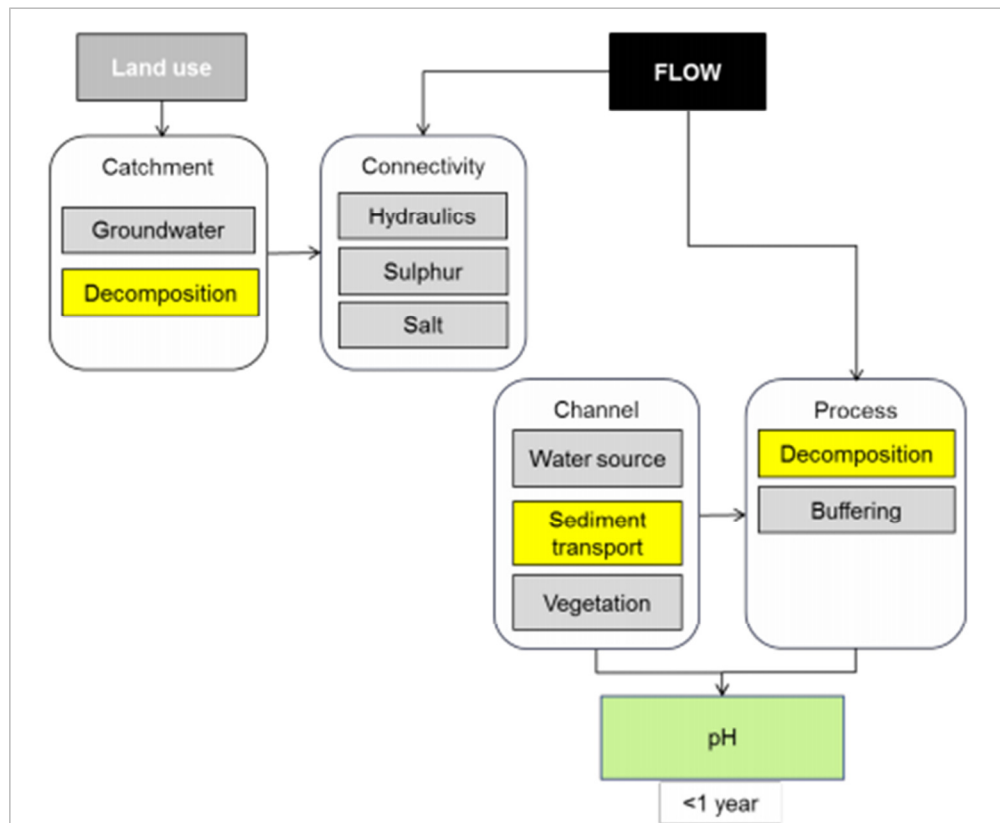 Land use
FLOW
Catchment
Groundwater
Decomposition
Connectivity
Hydraulics
Sulphur
Salt
Channel
Water source
Sediment
transport
Vegetation
Process
Decomposition
Buffering
pH
<1 year